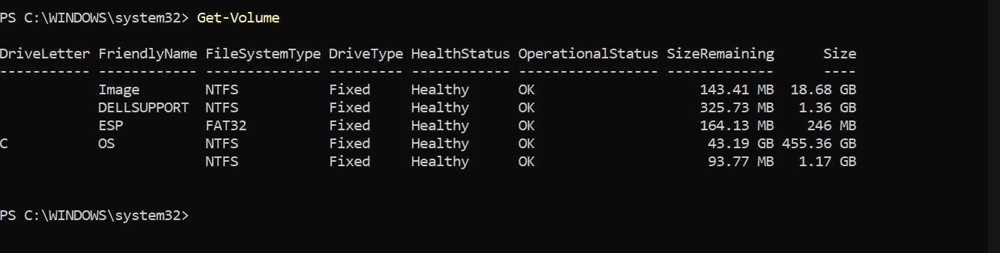 PS C:\WINDOWS\system32> Get-Volume
DriveLetter FriendlyName FileSystemType DriveType HealthStatus OperationalStatus SizeRemaining      Size
----------- ------------ -------------- --------- ------------ ----------------- -------------      ----
            Image        NTFS           Fixed     Healthy      OK                    143.41 MB  18.68 GB
            DELLSUPPORT  NTFS           Fixed     Healthy      OK                    325.73 MB   1.36 GB
            ESP          FAT32          Fixed     Healthy      OK                    164.13 MB    246 MB
C           OS           NTFS           Fixed     Healthy      OK                     43.19 GB 455.36 GB
                         NTFS           Fixed     Healthy      OK                     93.77 MB   1.17 GB
PS C:\WINDOWS\system32>